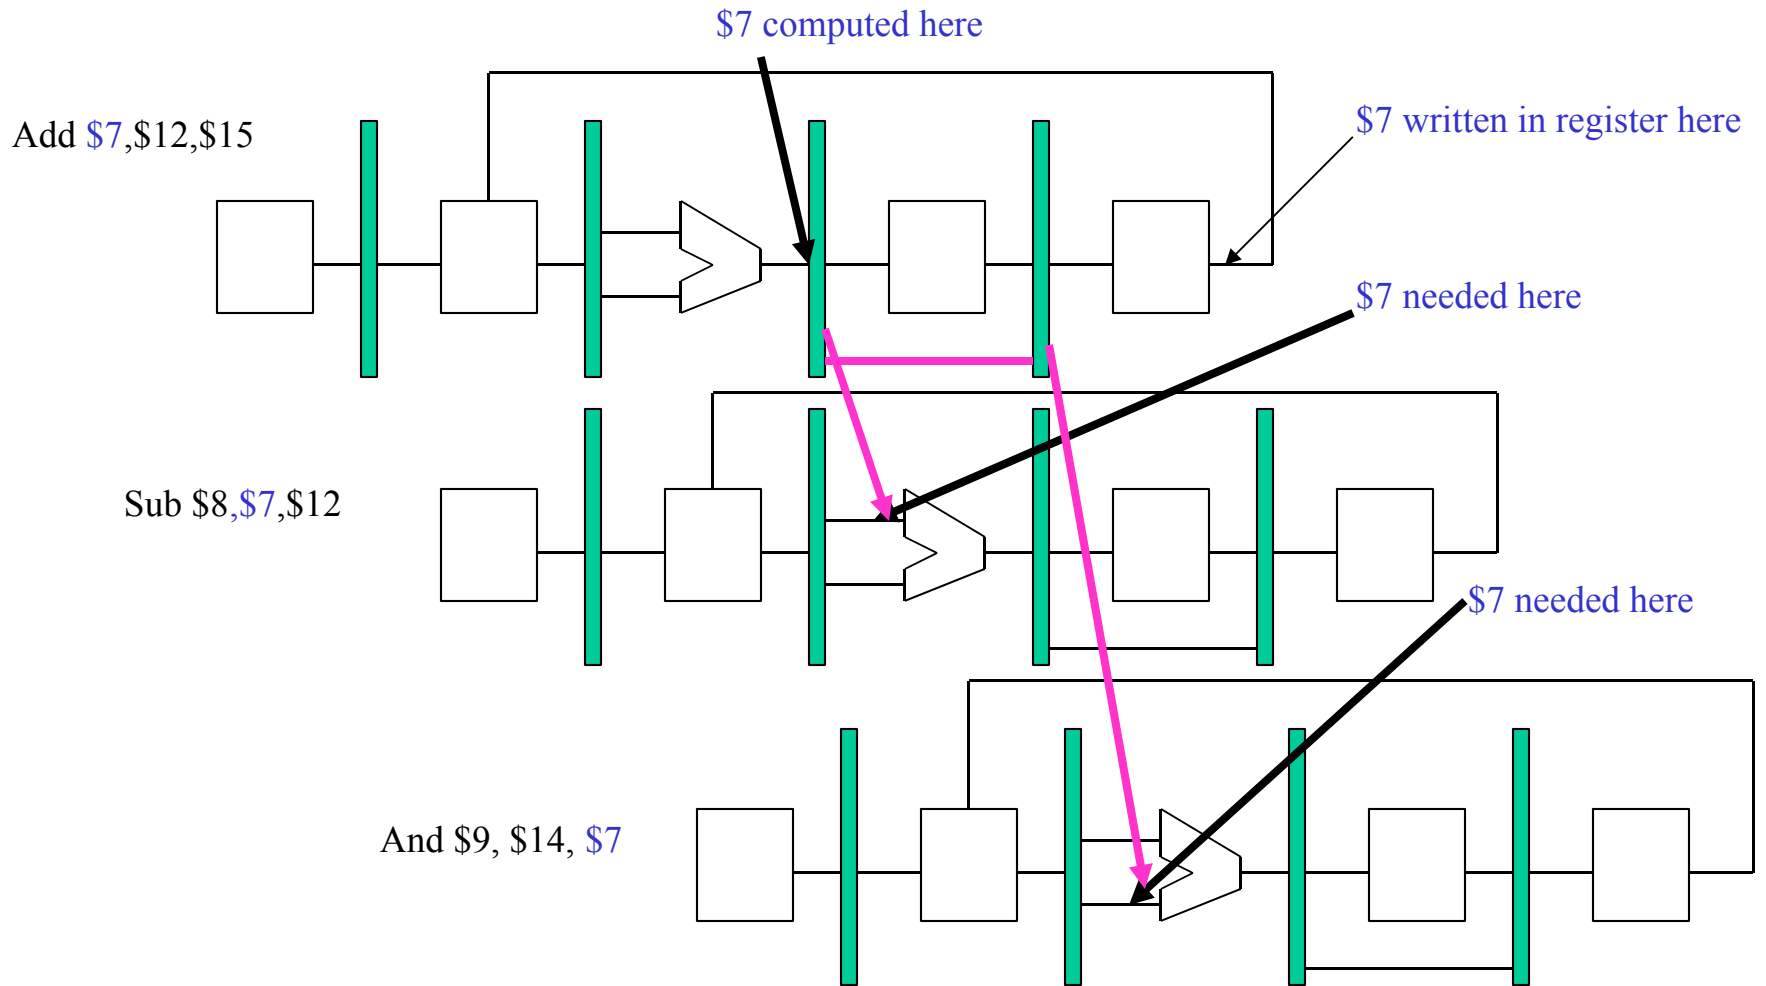 $7 computed here
Add $7,$12,$15
$7 written in register here
$7 needed here
Sub $8,$7,$12
$7 needed here
And $9, $14, $7